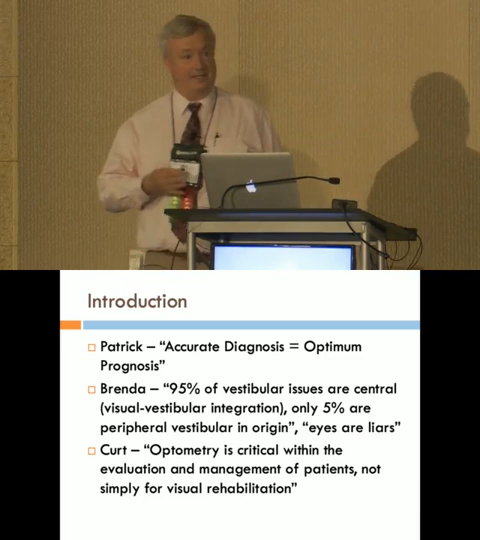 Introduction
Patrick – “Accurate Diagnosis = Optimum
Prognosis”
Brenda – “95% of vestibular issues are central
(visual-vestibular integration), only 5% are
peripheral vestibular in origin”, “eyes are liars”
Curt – “Optometry is critical within the
evaluation and management of patients, not
simply for visual rehabilitation”